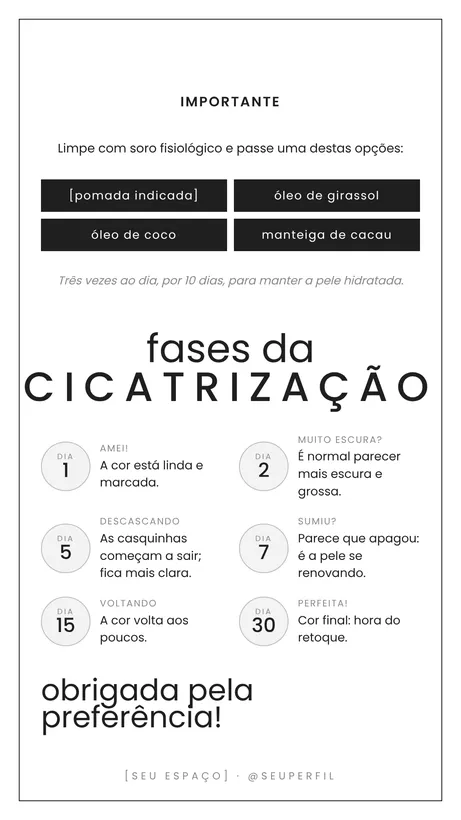 IMPORTANTE
Limpe com soro fisiológico e passe uma destas opções:
[pomada indicada]
óleo de girassol
óleo de coco
manteiga de cacau
Três vezes ao dia, por 10 dias, para manter a pele hidratada.
fases da
CICATRIZAÇÃO
DIA
1
AMEI!
A cor está linda e
marcada.
DIA
2
MUITO ESCURA?
É normal parecer
mais escura e
grossa.
DIA
5
DESCASCANDO
As casquinhas
começam a sair;
fica mais clara.
DIA
7
SUMIU?
Parece que apagou:
é a pele se
renovando.
DIA
15
VOLTANDO
A cor volta aos
poucos.
DIA
30
PERFEITA!
Cor final: hora do
retoque.
obrigada pela
preferência!
[SEU ESPAÇO] · @SEUPERFIL